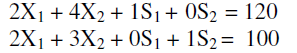 2X₁ + 4X₂ + 1S₁ + 0S₂ = 120
2X₁ + 3X₂ + 0S₁ + 1S₂ = 100